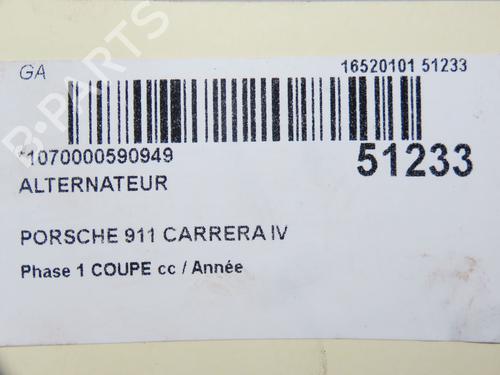 GA
16520101 51233
*1070000590949
51233
ALTERNATEUR
PORSCHE 911 CARRERA IV
Phase 1 COUPE cc / Année
B-PARTS